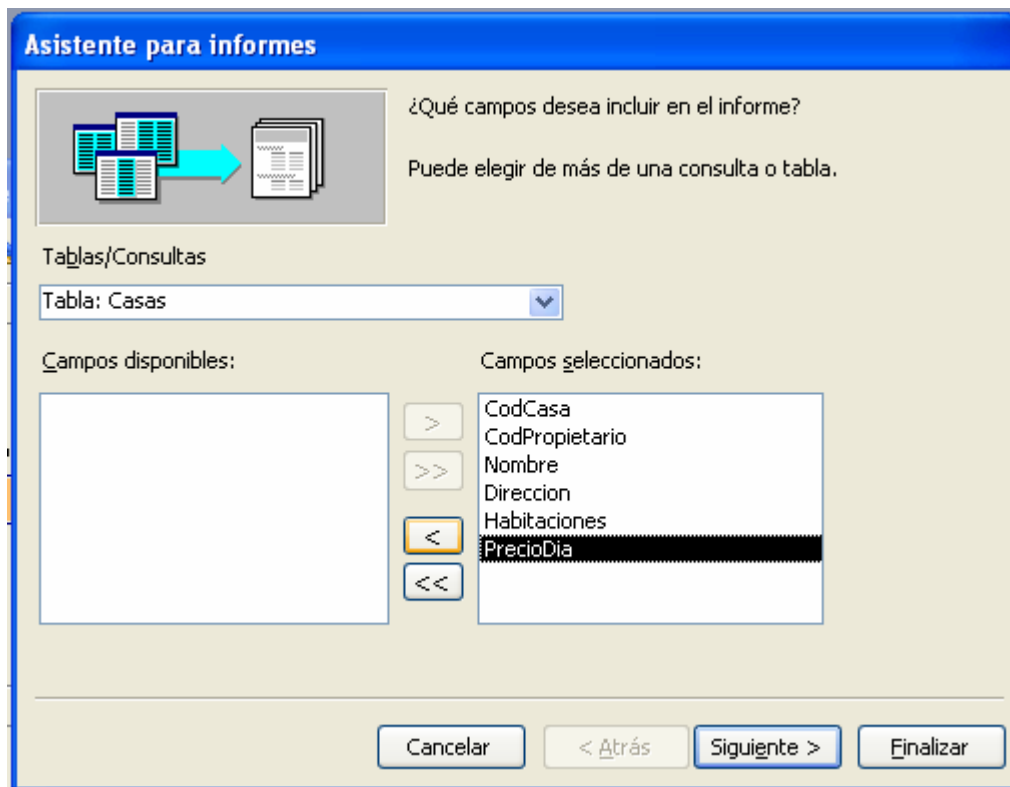 Asistente para informes
¿Qué campos desea incluir en el informe?
Puede elegir de más de una consulta o tabla.
Tablas/Consultas
Tabla: Casas
Campos disponibles:
Campos seleccionados:
CodCasa
CodPropietario
Nombre
Direccion
Habitaciones
PrecioDia
>
>>
<
<<
Cancelar
< Atrás
Siguiente >
Finalizar